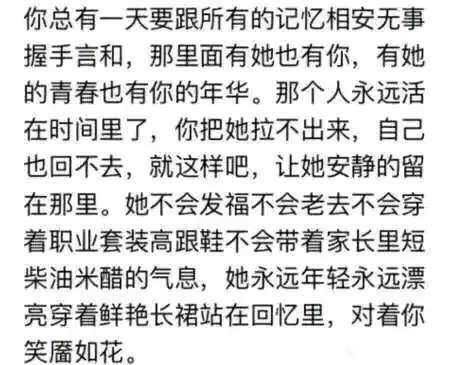 你总有一天要跟所有的记忆相安无事
握手言和，那里面有她也有你，有她
的青春也有你的年华。那个人永远活
在时间里了，你把她拉不出来，自己
也回不去，就这样吧，让她安静的留
在那里。她不会发福不会老去不会穿
着职业套装高跟鞋不会带着家长里短
柴油米醋的气息，她永远年轻永远漂
亮穿着鲜艳长裙站在回忆里，对着你
笑靥如花。